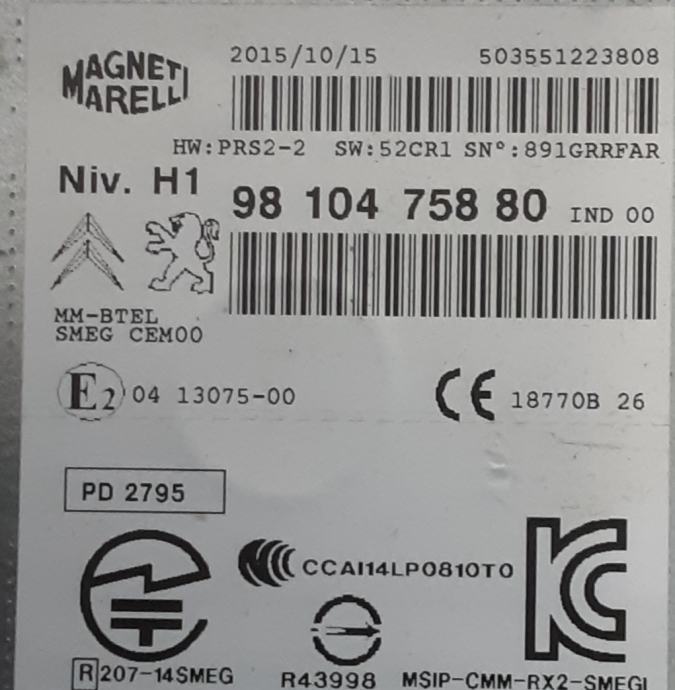 MAGNETI MARELLI
2015/10/15 503551223808
HW:PRS2-2 SW:52CR1 SN°:891GRRFAR
Niv. H1
98 104 758 80 IND 00
MM-BTEL
SMEG CEM00
E2 04 13075-00
CE 18770B 26
PD 2795
CCAI14LP0810T0
KC
R 207-14SMEG
R43998
MSIP-CMM-RX2-SMEGI